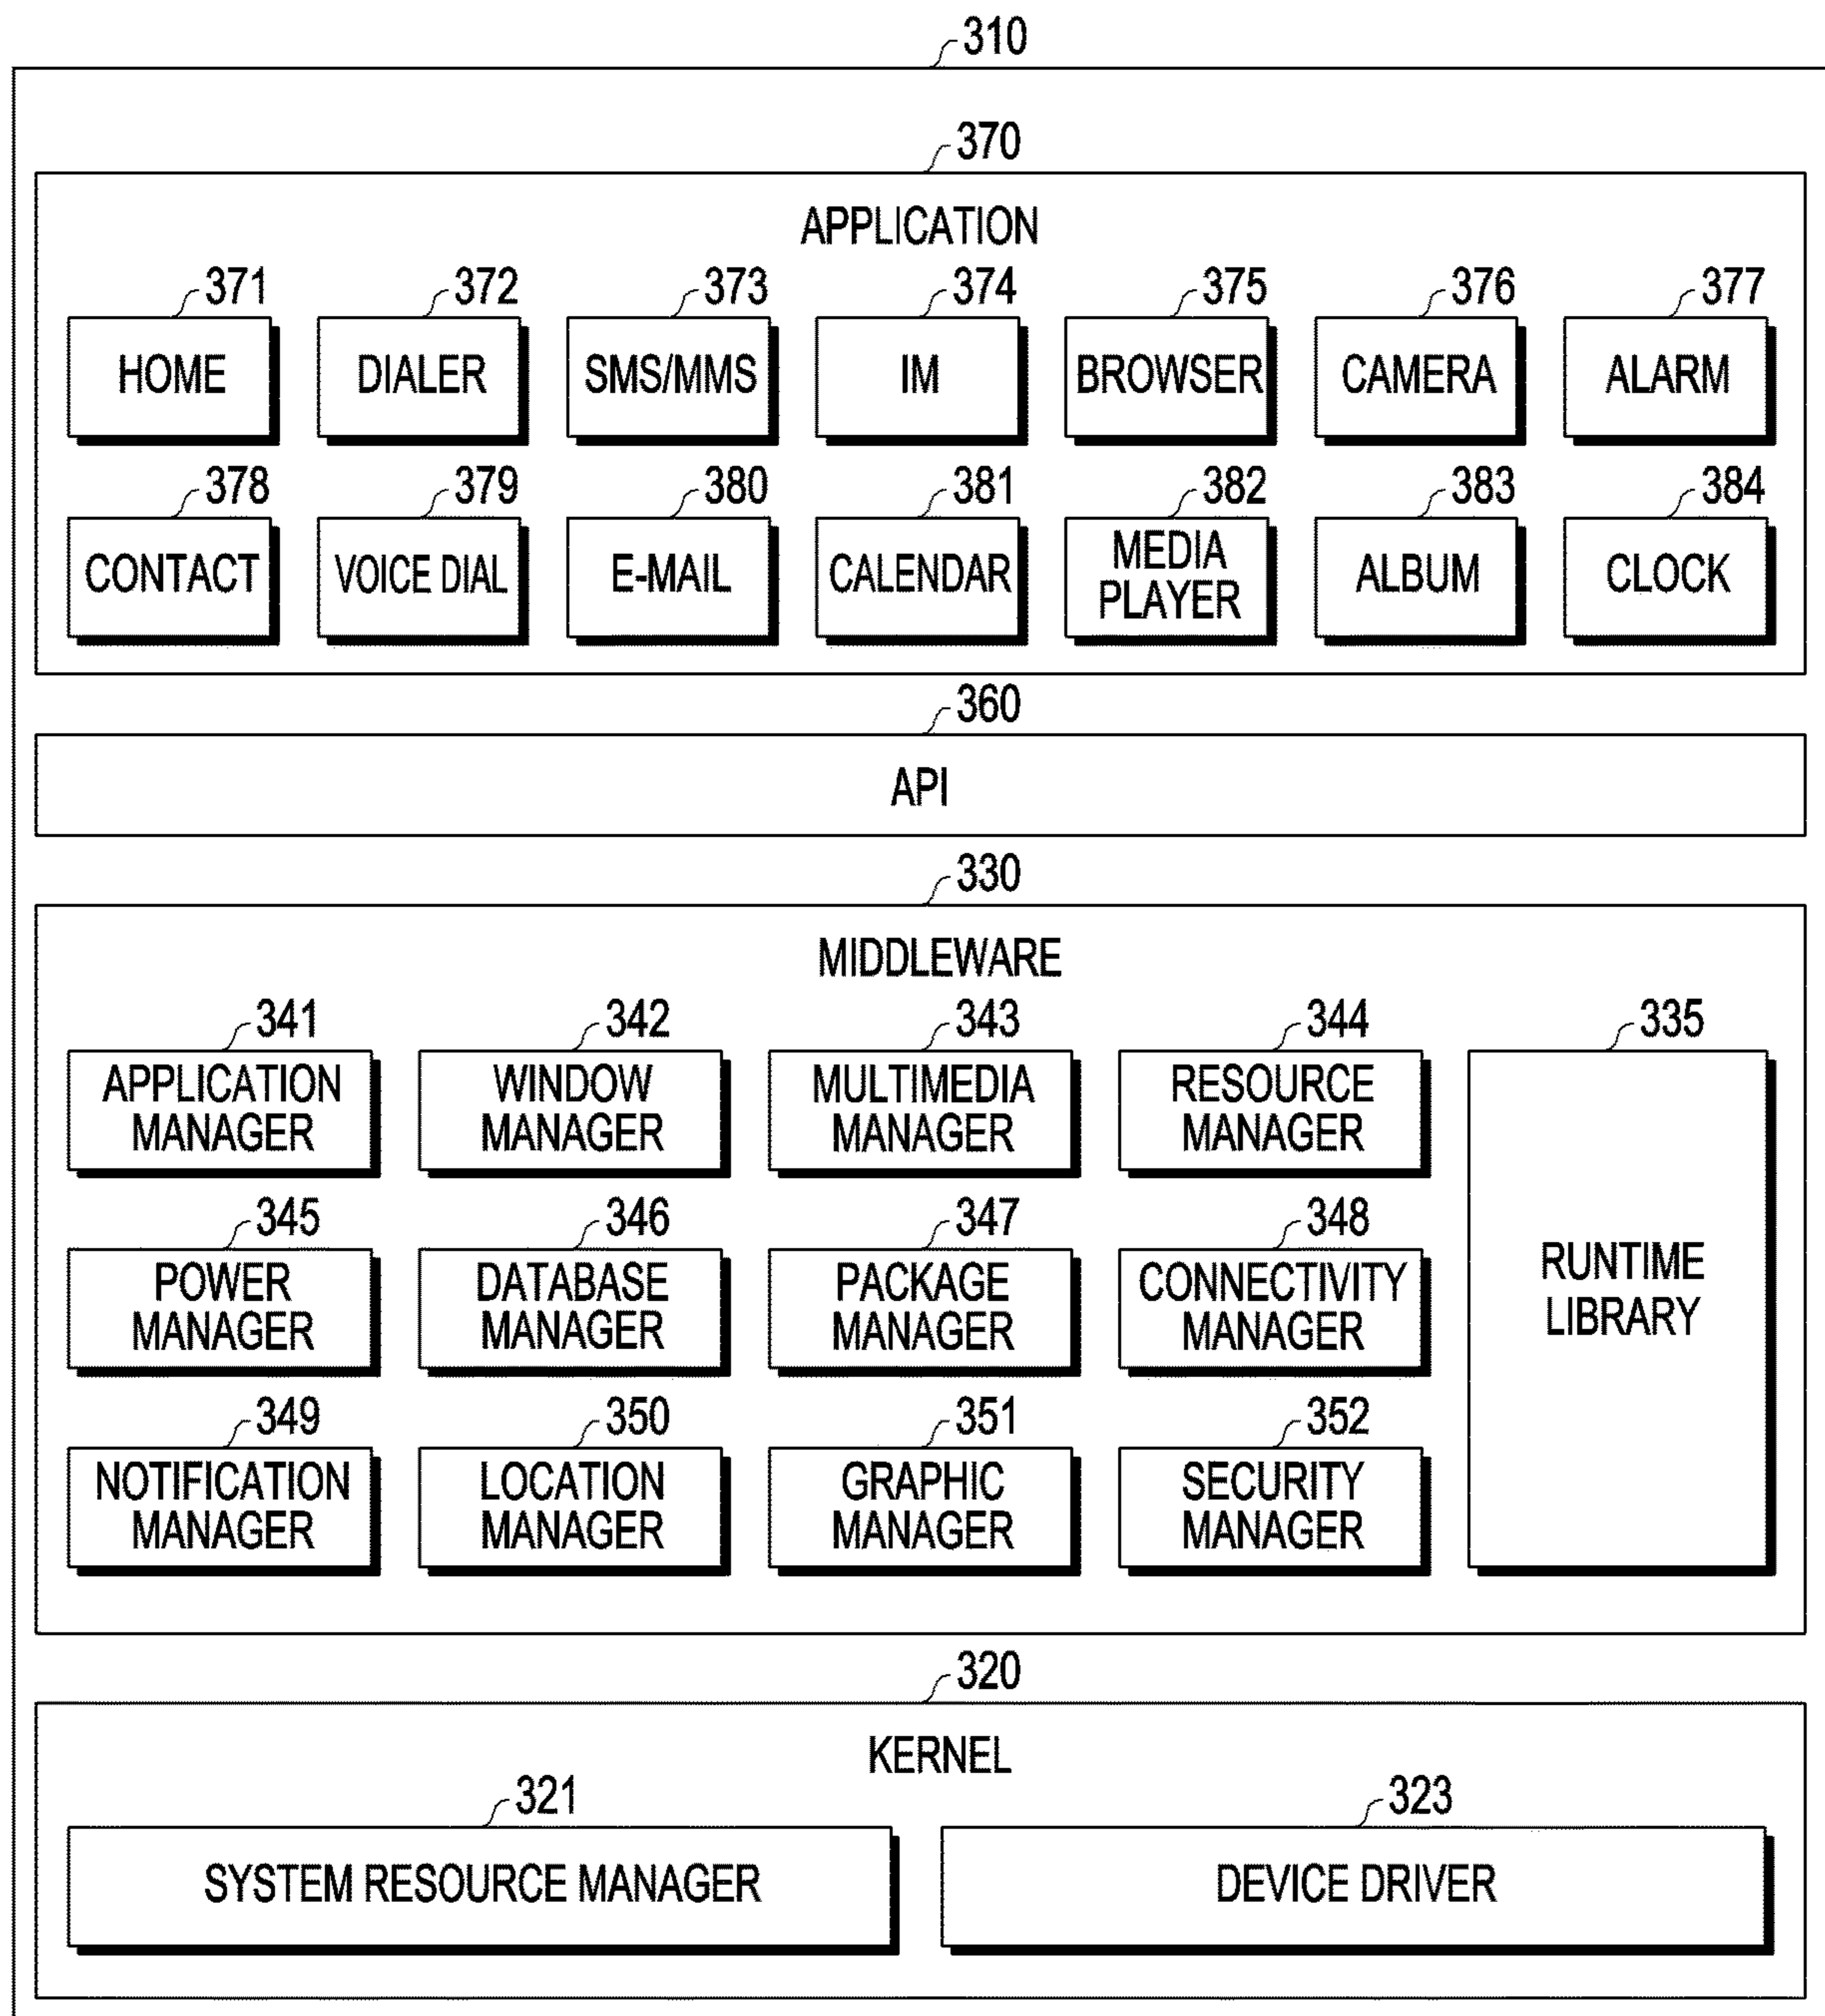 310
370
APPLICATION
371 372 373 374 375 376 377
HOME DIALER SMS/MMS IM BROWSER CAMERA ALARM
378 379 380 381 382 383 384
CONTACT VOICE DIAL E-MAIL CALENDAR MEDIA PLAYER ALBUM CLOCK
360
API
330
MIDDLEWARE
341 342 343 344 335
APPLICATION MANAGER WINDOW MANAGER MULTIMEDIA MANAGER RESOURCE MANAGER
345 346 347 348
POWER MANAGER DATABASE MANAGER PACKAGE MANAGER CONNECTIVITY MANAGER RUNTIME LIBRARY
349 350 351 352
NOTIFICATION MANAGER LOCATION MANAGER GRAPHIC MANAGER SECURITY MANAGER
320
KERNEL
321 323
SYSTEM RESOURCE MANAGER DEVICE DRIVER